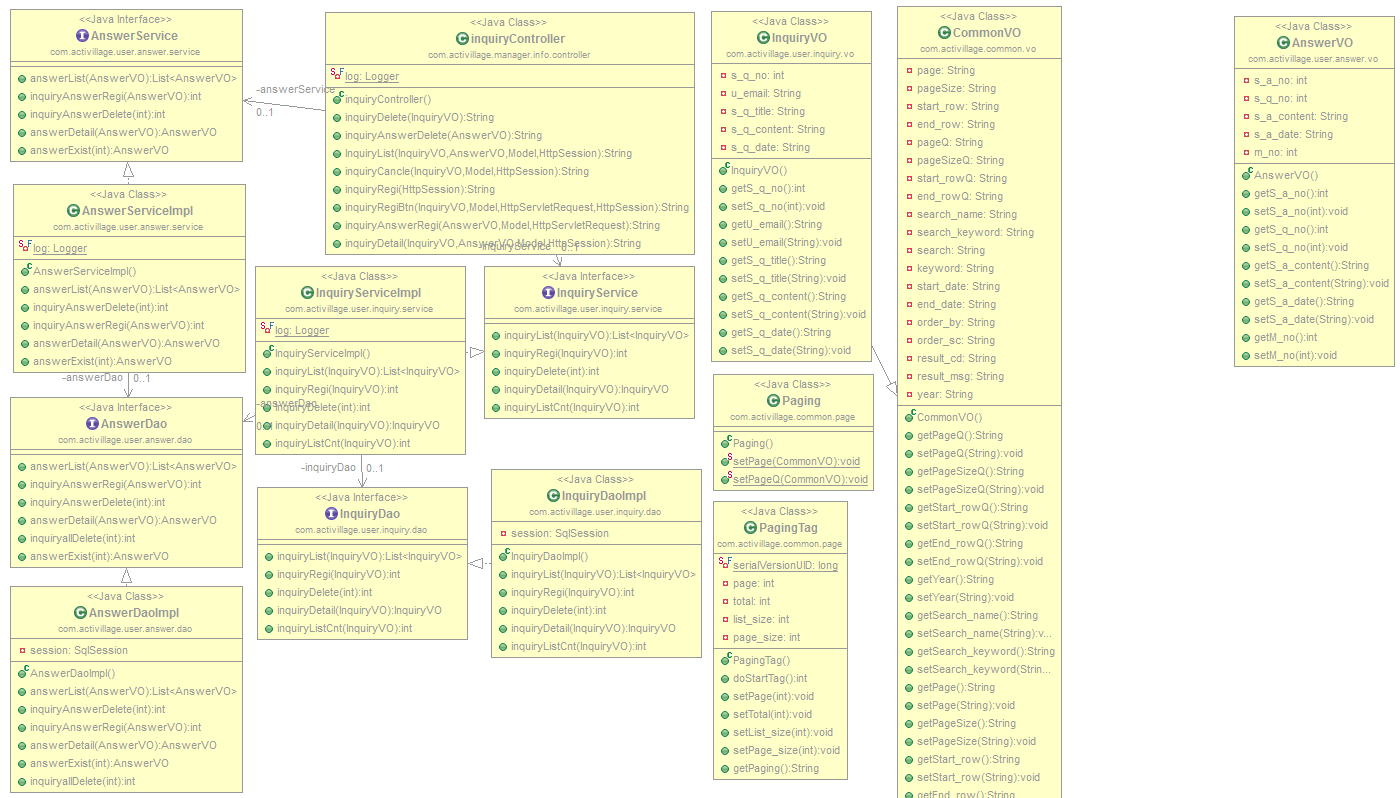 <<Java Interface>>
AnswerService
com.activillage.user.answer.service
answerList(AnswerVO):List<AnswerVO>
inquiryAnswerRegi(AnswerVO):int
inquiryAnswerDelete(int):int
answerDetail(AnswerVO):AnswerVO
answerExist(int):AnswerVO
<<Java Class>>
AnswerServiceImpl
com.activillage.user.answer.service
log: Logger
AnswerServiceImpl()
answerList(AnswerVO):List<AnswerVO>
inquiryAnswerDelete(int):int
inquiryAnswerRegi(AnswerVO):int
answerDetail(AnswerVO):AnswerVO
answerExist(int):AnswerVO
-answerDao 0..1
<<Java Interface>>
AnswerDao
com.activillage.user.answer.dao
answerList(AnswerVO):List<AnswerVO>
inquiryAnswerRegi(AnswerVO):int
inquiryAnswerDelete(int):int
answerDetail(AnswerVO):AnswerVO
inquiryallDelete(int):int
answerExist(int):AnswerVO
<<Java Class>>
AnswerDaoImpl
com.activillage.user.answer.dao
session: SqlSession
AnswerDaoImpl()
answerList(AnswerVO):List<AnswerVO>
inquiryAnswerDelete(int):int
inquiryAnswerRegi(AnswerVO):int
answerDetail(AnswerVO):AnswerVO
answerExist(int):AnswerVO
inquiryallDelete(int):int
-answerService
0..1
<<Java Class>>
inquiryController
com.activillage.manager.info.controller
log: Logger
inquiryController()
inquiryDelete(InquiryVO):String
inquiryAnswerDelete(AnswerVO):String
InquiryList(InquiryVO,AnswerVO,Model,HttpSession):String
inquiryCancle(InquiryVO,Model,HttpSession):String
inquiryRegi(HttpSession):String
inquiryRegiBtn(InquiryVO,Model,HttpServletRequest,HttpSession):String
inquiryAnswerRegi(AnswerVO,Model,HttpServletRequest):String
inquiryDetail(InquiryVO,AnswerVO,Model,HttpSession):String
-inquiryService 0..1
<<Java Class>>
InquiryServiceImpl
com.activillage.user.inquiry.service
log: Logger
InquiryServiceImpl()
inquiryList(InquiryVO):List<InquiryVO>
inquiryRegi(InquiryVO):int
inquiryDelete(int):int
inquiryDetail(InquiryVO):InquiryVO
inquiryListCnt(InquiryVO):int
-answerDao
-inquiryDao 0..1
<<Java Interface>>
InquiryService
com.activillage.user.inquiry.service
inquiryList(InquiryVO):List<InquiryVO>
inquiryRegi(InquiryVO):int
inquiryDelete(int):int
inquiryDetail(InquiryVO):InquiryVO
inquiryListCnt(InquiryVO):int
<<Java Interface>>
InquiryDao
com.activillage.user.inquiry.dao
inquiryList(InquiryVO):List<InquiryVO>
inquiryRegi(InquiryVO):int
inquiryDelete(int):int
inquiryDetail(InquiryVO):InquiryVO
inquiryListCnt(InquiryVO):int
<<Java Class>>
InquiryDaoImpl
com.activillage.user.inquiry.dao
session: SqlSession
InquiryDaoImpl()
inquiryList(InquiryVO):List<InquiryVO>
inquiryRegi(InquiryVO):int
inquiryDelete(int):int
inquiryDetail(InquiryVO):InquiryVO
inquiryListCnt(InquiryVO):int
<<Java Class>>
InquiryVO
com.activillage.user.inquiry.vo
s_q_no: int
u_email: String
s_q_title: String
s_q_content: String
s_q_date: String
InquiryVO()
getS_q_no():int
setS_q_no(int):void
getU_email():String
setU_email(String):void
getS_q_title():String
setS_q_title(String):void
getS_q_content():String
setS_q_content(String):void
getS_q_date():String
setS_q_date(String):void
<<Java Class>>
Paging
com.activillage.common.page
Paging()
setPage(CommonVO):void
setPageQ(CommonVO):void
<<Java Class>>
PagingTag
com.activillage.common.page
serialVersionUID: long
page: int
total: int
list_size: int
page_size: int
PagingTag()
doStartTag():int
setPage(int):void
setTotal(int):void
setList_size(int):void
setPage_size(int):void
getPaging():String
<<Java Class>>
CommonVO
com.activillage.common.vo
page: String
pageSize: String
start_row: String
end_row: String
pageQ: String
pageSizeQ: String
start_rowQ: String
end_rowQ: String
search_name: String
search_keyword: String
search: String
keyword: String
start_date: String
end_date: String
order_by: String
order_sc: String
result_cd: String
result_msg: String
year: String
CommonVO()
getPageQ():String
setPageQ(String):void
getPageSizeQ():String
setPageSizeQ(String):void
getStart_rowQ():String
setStart_rowQ(String):void
getEnd_rowQ():String
setEnd_rowQ(String):void
getYear():String
setYear(String):void
getSearch_name():String
setSearch_name(String):v...
getSearch_keyword():String
setSearch_keyword(Strin...
getPage():String
setPage(String):void
getPageSize():String
setPageSize(String):void
getStart_row():String
setStart_row(String):void
getEnd_row():String
<<Java Class>>
AnswerVO
com.activillage.user.answer.vo
s_a_no: int
s_q_no: int
s_a_content: String
s_a_date: String
m_no: int
AnswerVO()
getS_a_no():int
setS_a_no(int):void
getS_q_no():int
setS_q_no(int):void
getS_a_content():String
setS_a_content(String):void
getS_a_date():String
setS_a_date(String):void
getM_no():int
setM_no(int):void